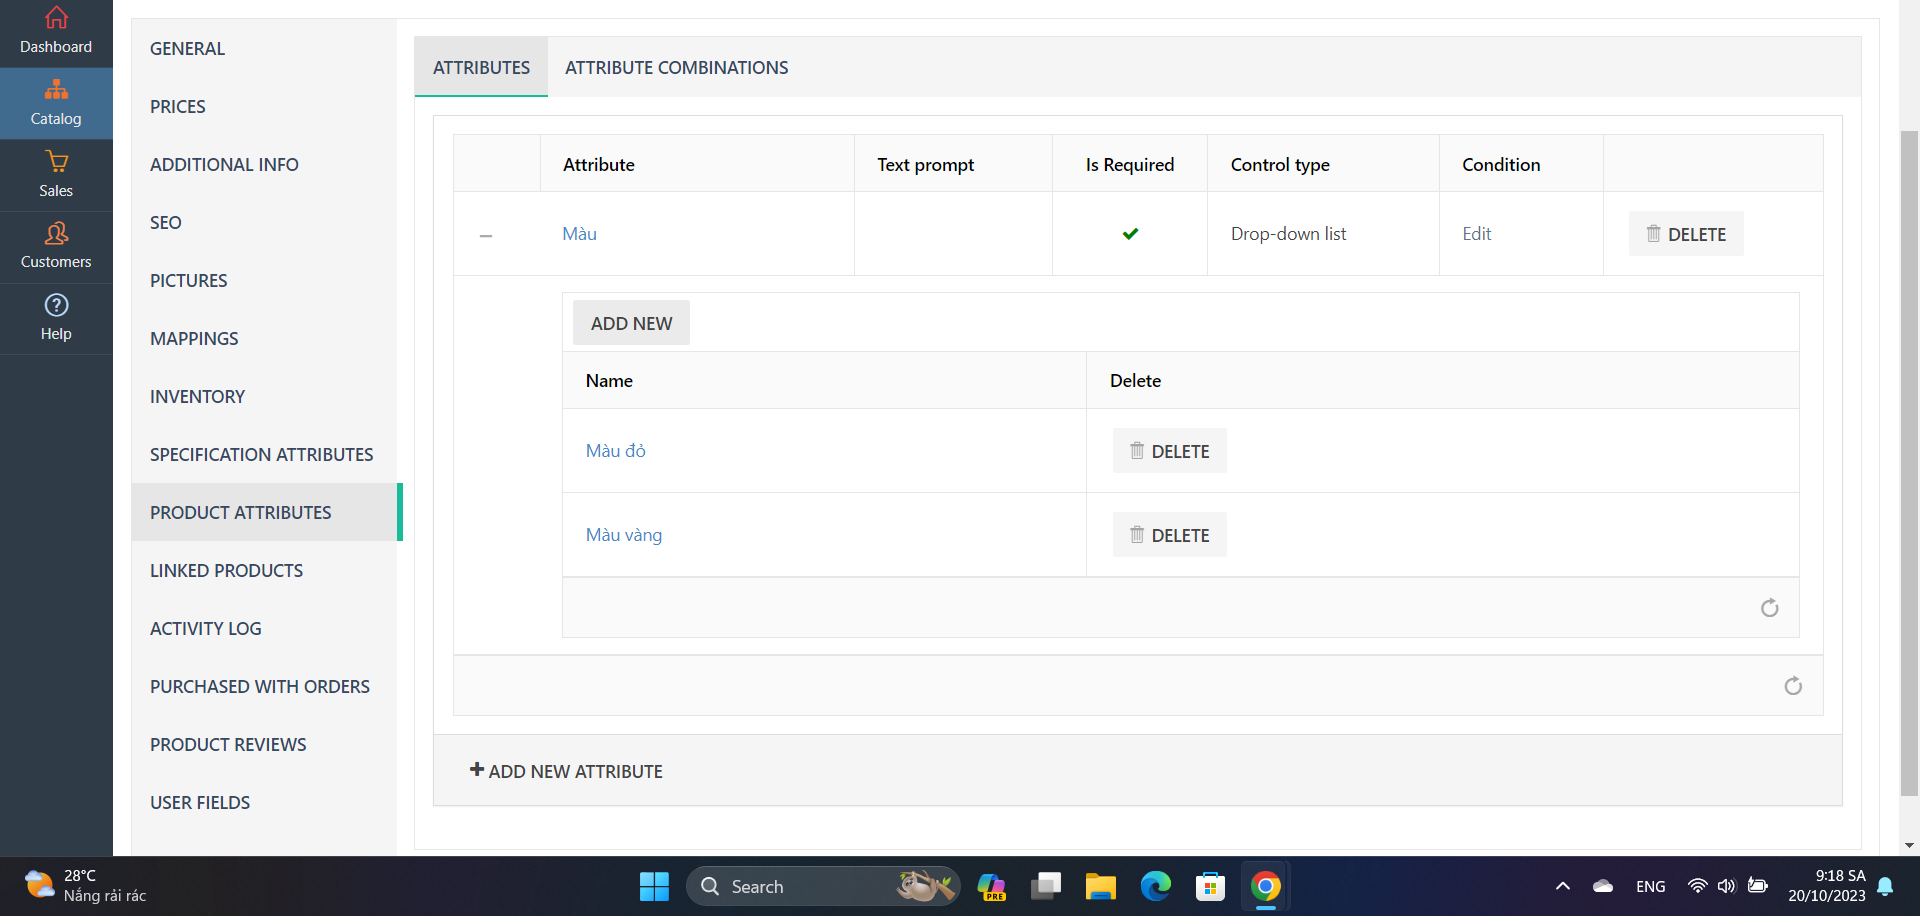 Dashboard
Catalog
Sales
Customers
Help
GENERAL
PRICES
ADDITIONAL INFO
SEO
PICTURES
MAPPINGS
INVENTORY
SPECIFICATION ATTRIBUTES
PRODUCT ATTRIBUTES
LINKED PRODUCTS
ACTIVITY LOG
PURCHASED WITH ORDERS
PRODUCT REVIEWS
USER FIELDS
ATTRIBUTES ATTRIBUTE COMBINATIONS
Attribute Text prompt Is Required Control type Condition
Màu Drop-down list Edit DELETE
ADD NEW
Name Delete
Màu đỏ DELETE
Màu vàng DELETE
ADD NEW ATTRIBUTE
28°C
Nắng rải rác
Search
PRE
ENG
9:18 SA
20/10/2023